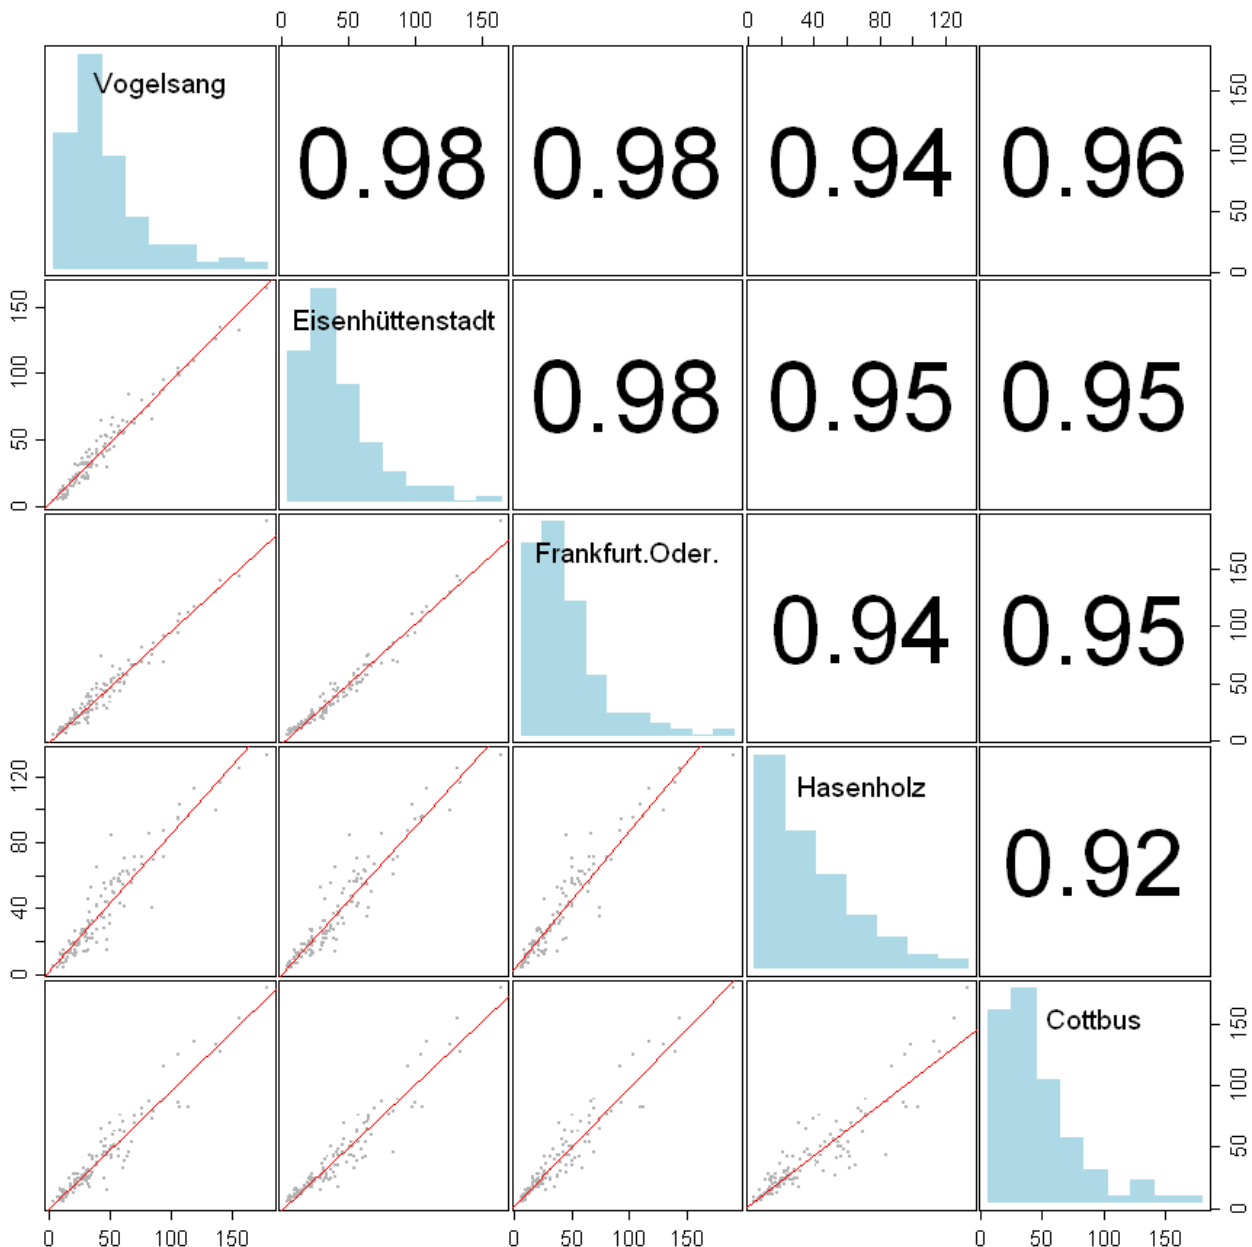 0 50 100 150 0 40 80 120
Vogelsang 0.98 0.98 0.94 0.96
0 50 100 150
0 50 100 150
Eisenhüttenstadt 0.98 0.95 0.95
Frankfurt.Oder. 0.94 0.95
0 50 100 150
0 40 80 120
Hasenholz 0.92
Cottbus
0 50 100 150
0 50 100 150 0 50 100 150 0 50 100 150